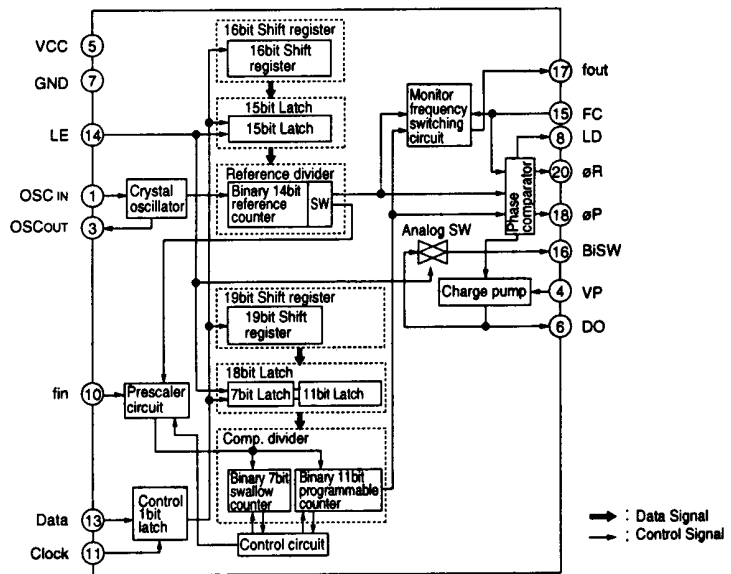 16bit Shift register
16bit Shift
register
VCC
5
GND
7
15bit Latch
15bit Latch
LE
14
Reference divider
Binary 14bit
reference
counter
SW
OSC IN
1
Crystal
oscillator
OSCOUT
3
Monitor
frequency
switching
circuit
17
fout
15
FC
8
LD
20
øR
Phase
comparator
18
øP
Analog SW
16
BiSW
Charge pump
4
VP
6
DO
19bit Shift register
19bit Shift
register
18bit Latch
7bit Latch
11bit Latch
fin
10
Prescaler
circuit
Comp. divider
Binary 7bit
swallow
counter
Binary 11bit
programmable
counter
Control
1bit
latch
Data
13
Clock
11
Control circuit
: Data Signal
: Control Signal